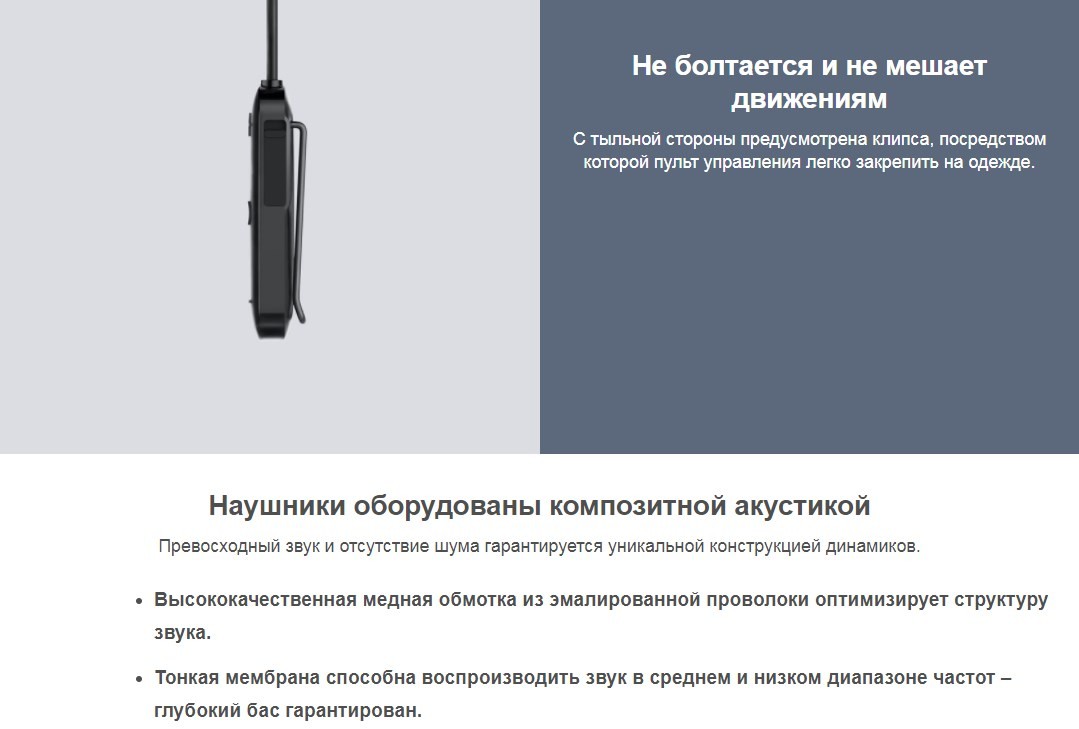 Не болтается и не мешает
движениям
С тыльной стороны предусмотрена клипса, посредством
которой пульт управления легко закрепить на одежде.
Наушники оборудованы композитной акустикой
Превосходный звук и отсутствие шума гарантируется уникальной конструкцией динамиков.
• Высококачественная медная обмотка из эмалированной проволоки оптимизирует структуру
звука.
• Тонкая мембрана способна воспроизводить звук в среднем и низком диапазоне частот –
глубокий бас гарантирован.